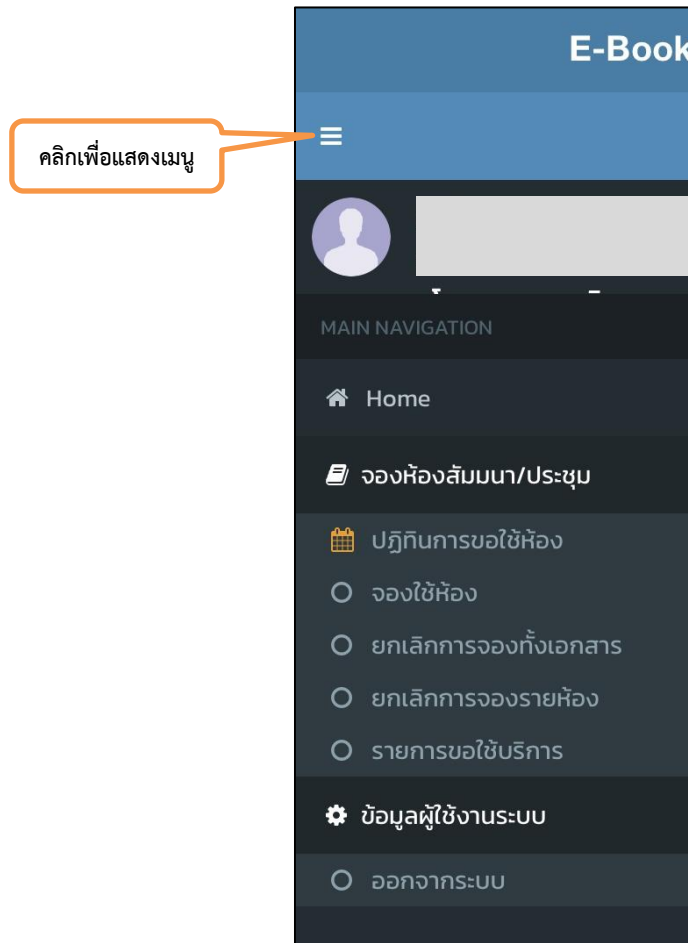 E-Book
คลิกเพื่อแสดงเมนู
MAIN NAVIGATION
Home
จองห้องสัมมนา/ประชุม
ปฏิทินการขอใช้ห้อง
จองใช้ห้อง
ยกเลิกการจองทั้งเอกสาร
ยกเลิกการจองรายห้อง
รายการขอใช้บริการ
ข้อมูลผู้ใช้งานระบบ
ออกจากระบบ